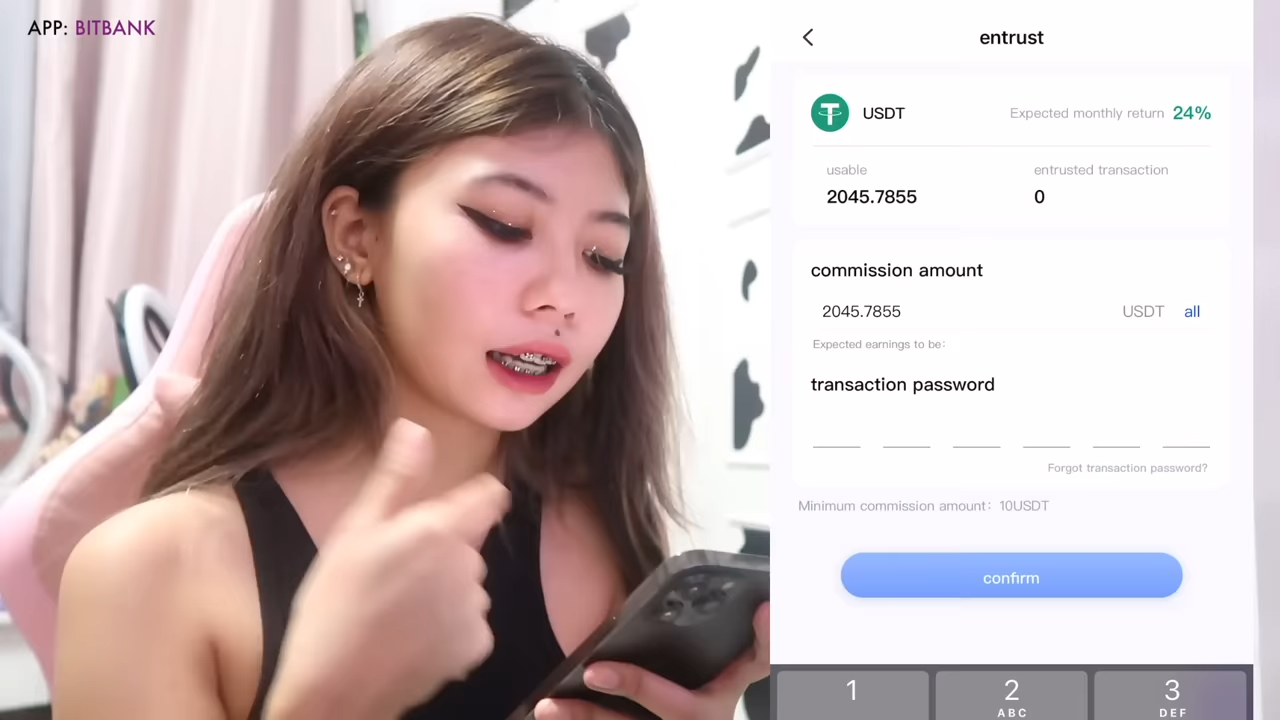 APP: BITBANK
entrust
USDT Expected monthly return 24%
usable entrusted transaction
2045.7855 0
commission amount
2045.7855 USDT all
Expected earnings to be:
transaction password
Forgot transaction password?
Minimum commission amount: 10USDT
confirm
1 2 3
ABC DEF